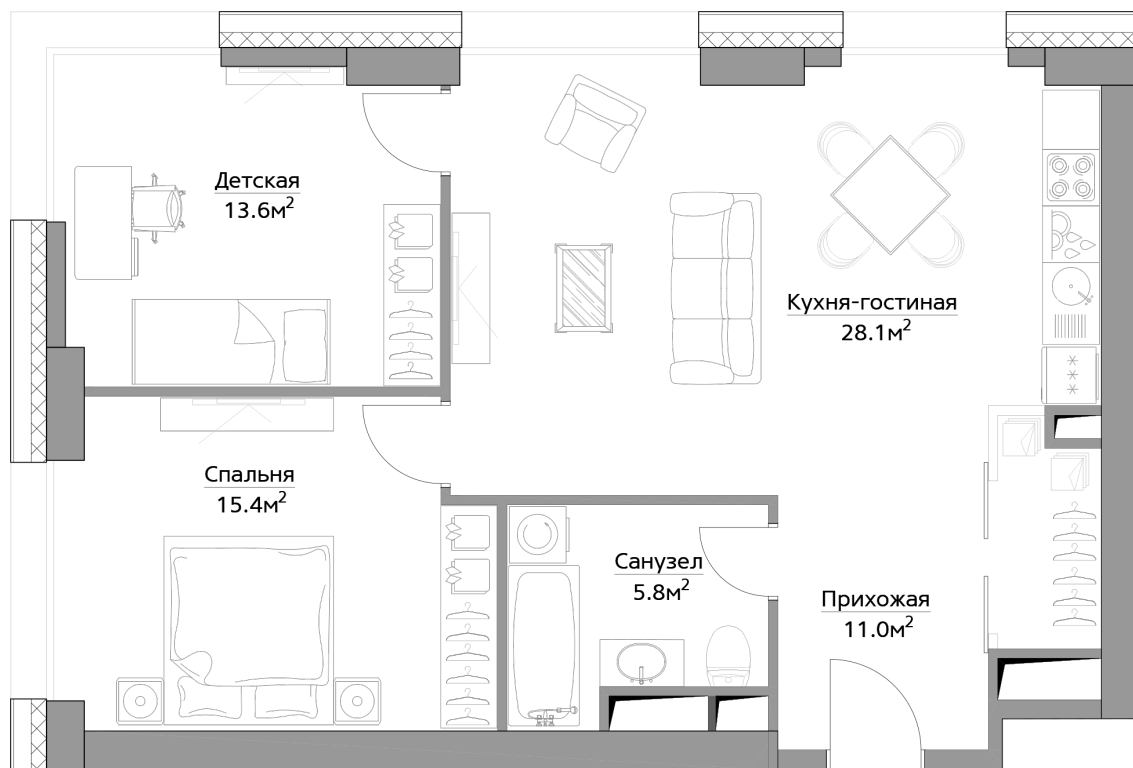 Детская
13.6м²
Кухня-гостиная
28.1м²
Спальня
15.4м²
Санузел
5.8м²
Прихожая
11.0м²